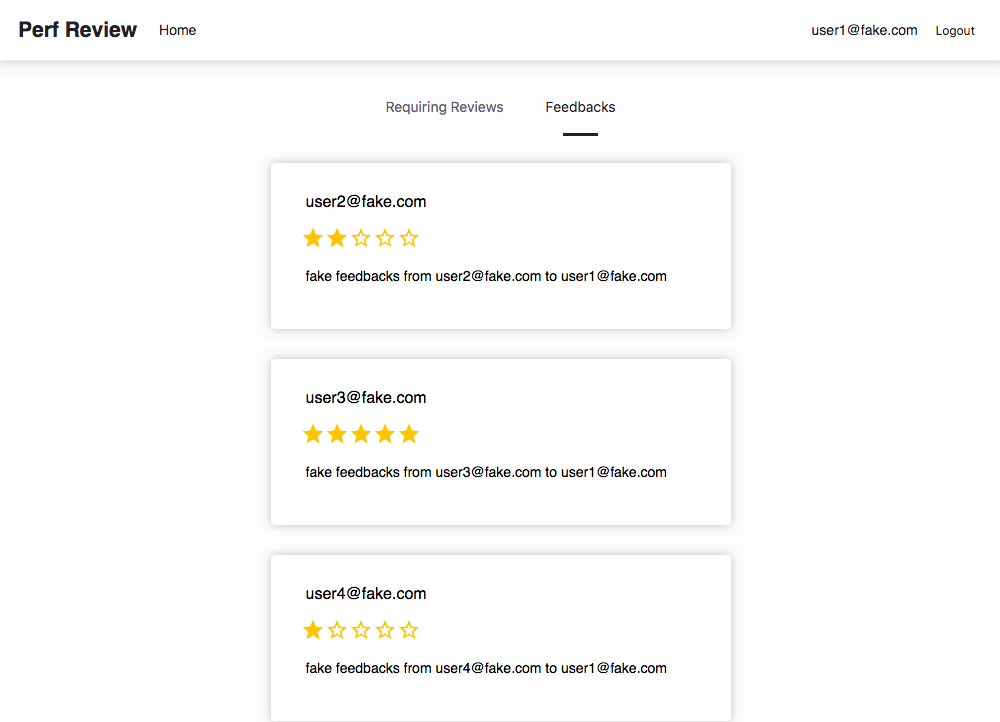 Perf Review Home user1@fake.com Logout
Requiring Reviews Feedbacks
user2@fake.com
fake feedbacks from user2@fake.com to user1@fake.com
user3@fake.com
fake feedbacks from user3@fake.com to user1@fake.com
user4@fake.com
fake feedbacks from user4@fake.com to user1@fake.com